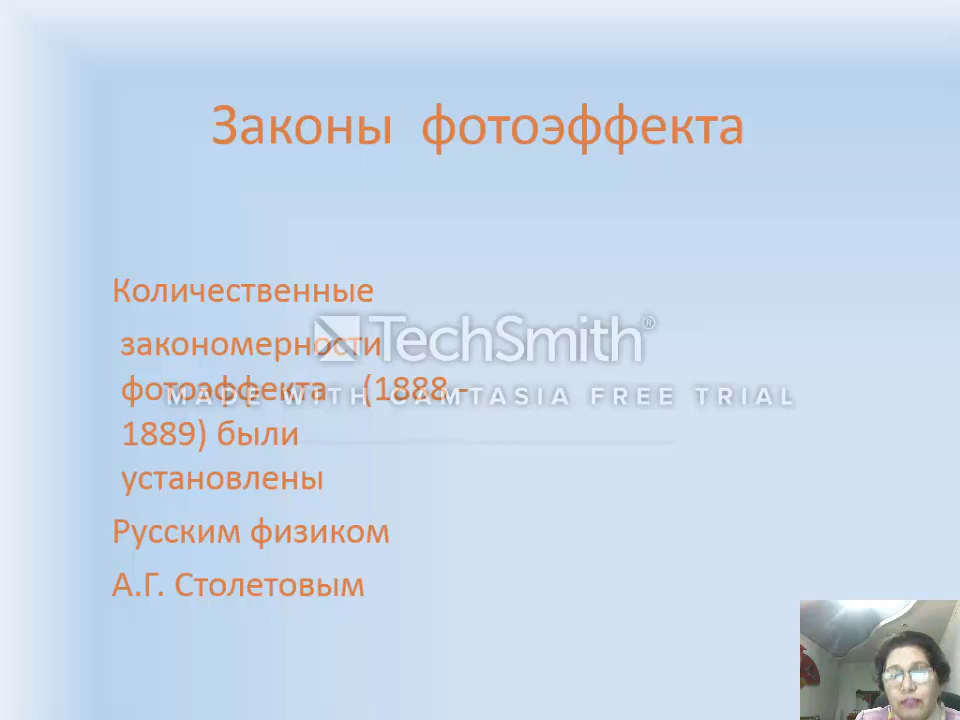 Законы фотоэффекта
Количественные
закономерности
фотоэффекта (1888 -
1889) были
установлены
Русским физиком
А.Г. Столетовым
TechSmith®
MADE WITH CAMTASIA FREE TRIAL